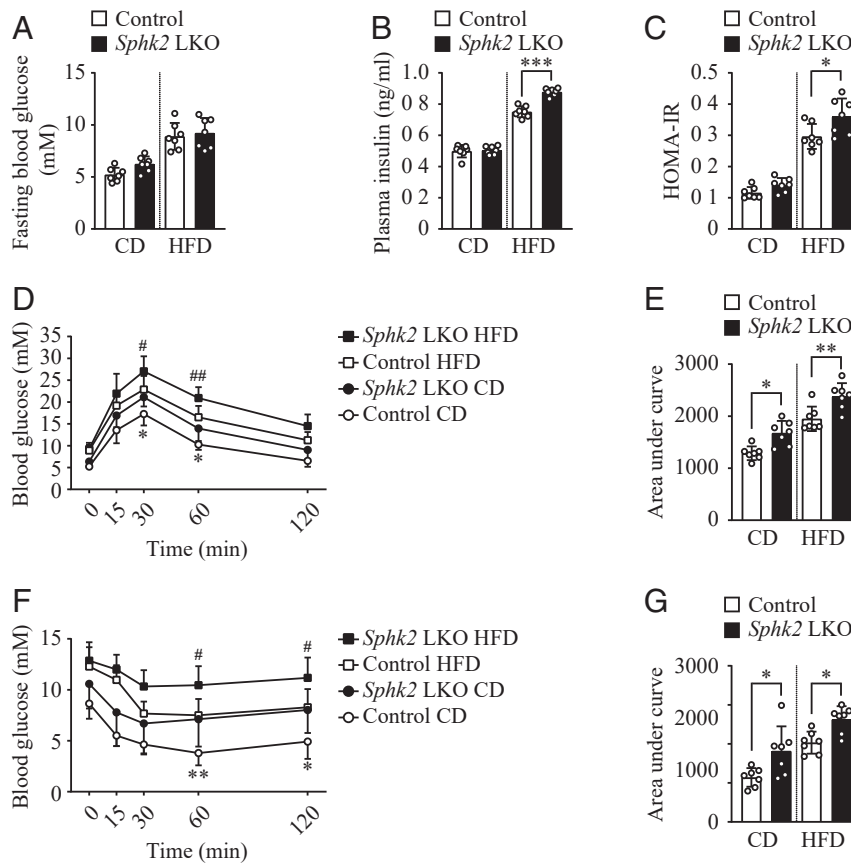 A
Control
Sphk2 LKO
Fasting blood glucose
(mM)
15
10
5
0
CD
HFD
B
Control
Sphk2 LKO
***
Plasma insulin (ng/ml)
1.0
0.8
0.6
0.4
0.2
0
CD
HFD
C
Control
Sphk2 LKO
*
HOMA-IR
0 5
0 4
0 3
0 2
0 1
0
CD
HFD
D
Blood glucose (mM)
35
30
25
20
15
10
5
0
#
##
*
*
0
15
30
60
120
Time (min)
Sphk2 LKO HFD
Control HFD
Sphk2 LKO CD
Control CD
E
Control
Sphk2 LKO
*
**
Area under curve
3000
2000
1000
0
CD
HFD
F
Blood glucose (mM)
15
10
5
0
#
#
**
*
0
15
30
60
120
Time (min)
Sphk2 LKO HFD
Control HFD
Sphk2 LKO CD
Control CD
G
Control
Sphk2 LKO
*
*
Area under curve
3000
2000
1000
0
CD
HFD